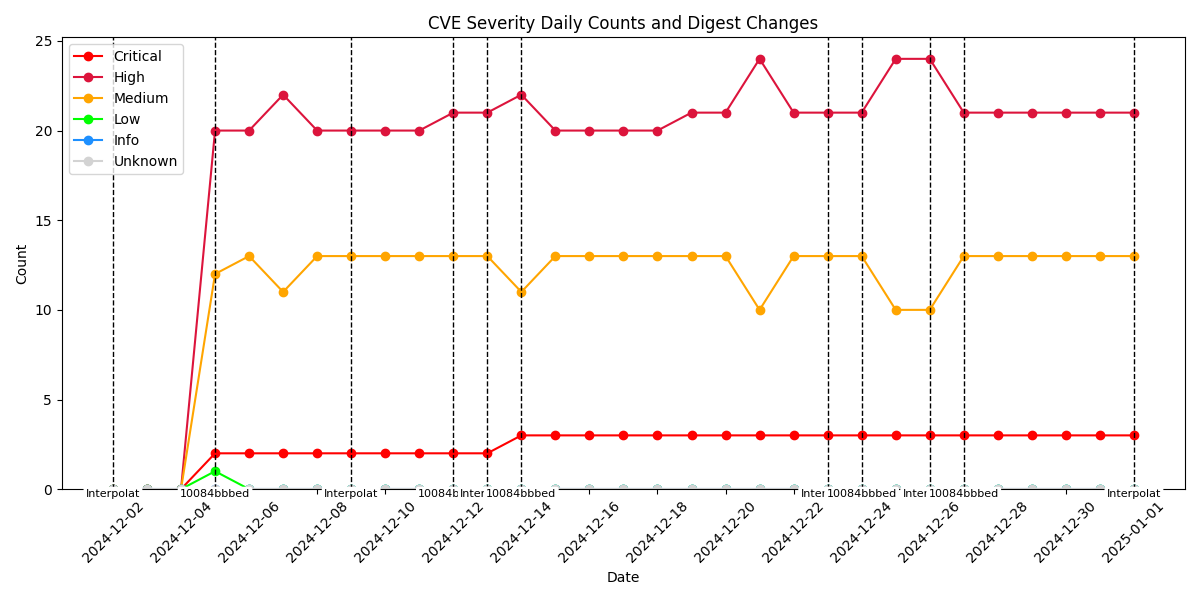 CVE Severity Daily Counts and Digest Changes
Critical
High
Medium
Low
Info
Unknown
25
20
15
10
5
0
Count
Interpolat
10084bbbed
Interpolat
10084bbbed
Interpolat
2024-12-02
2024-12-04
2024-12-06
2024-12-08
2024-12-10
2024-12-12
2024-12-14
2024-12-16
2024-12-18
2024-12-20
2024-12-22
2024-12-24
2024-12-26
2024-12-28
2024-12-30
2025-01-01
10084bbbed
10084bbbed
Date